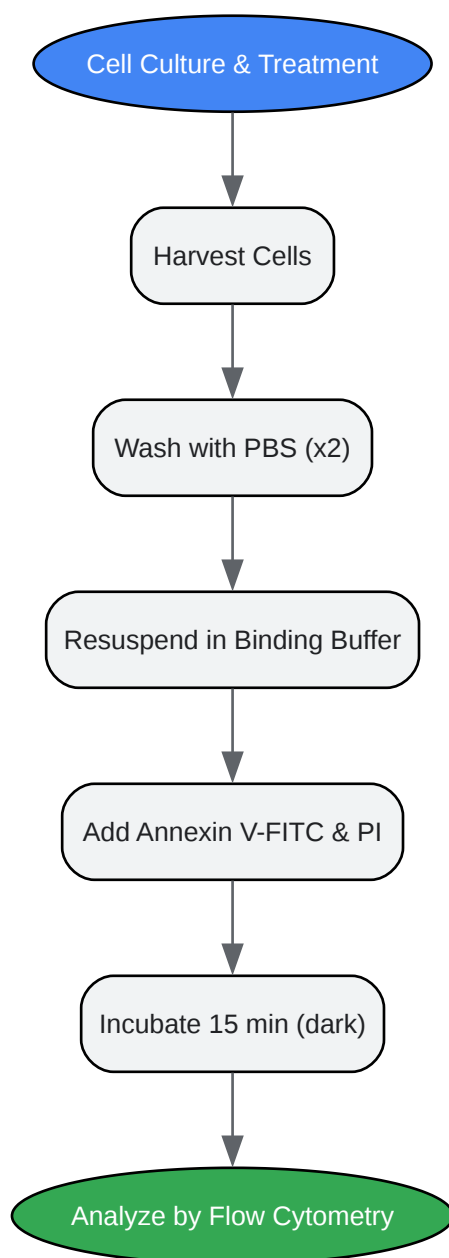 Cell Culture & Treatment
Harvest Cells
Wash with PBS (x2)
Resuspend in Binding Buffer
Add Annexin V-FITC & PI
Incubate 15 min (dark)
Analyze by Flow Cytometry